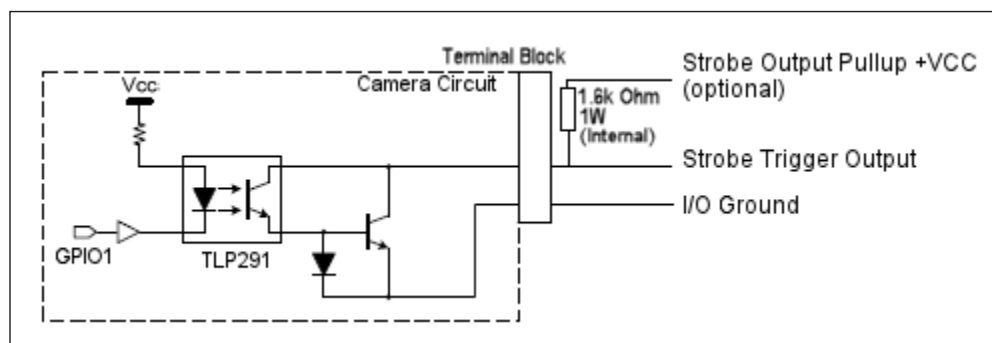 Terminal Block
Camera Circuit
Vcc
1.6k Ohm
1W
(Internal)
Strobe Output Pullup +VCC
(optional)
Strobe Trigger Output
I/O Ground
GPIO1
TLP291